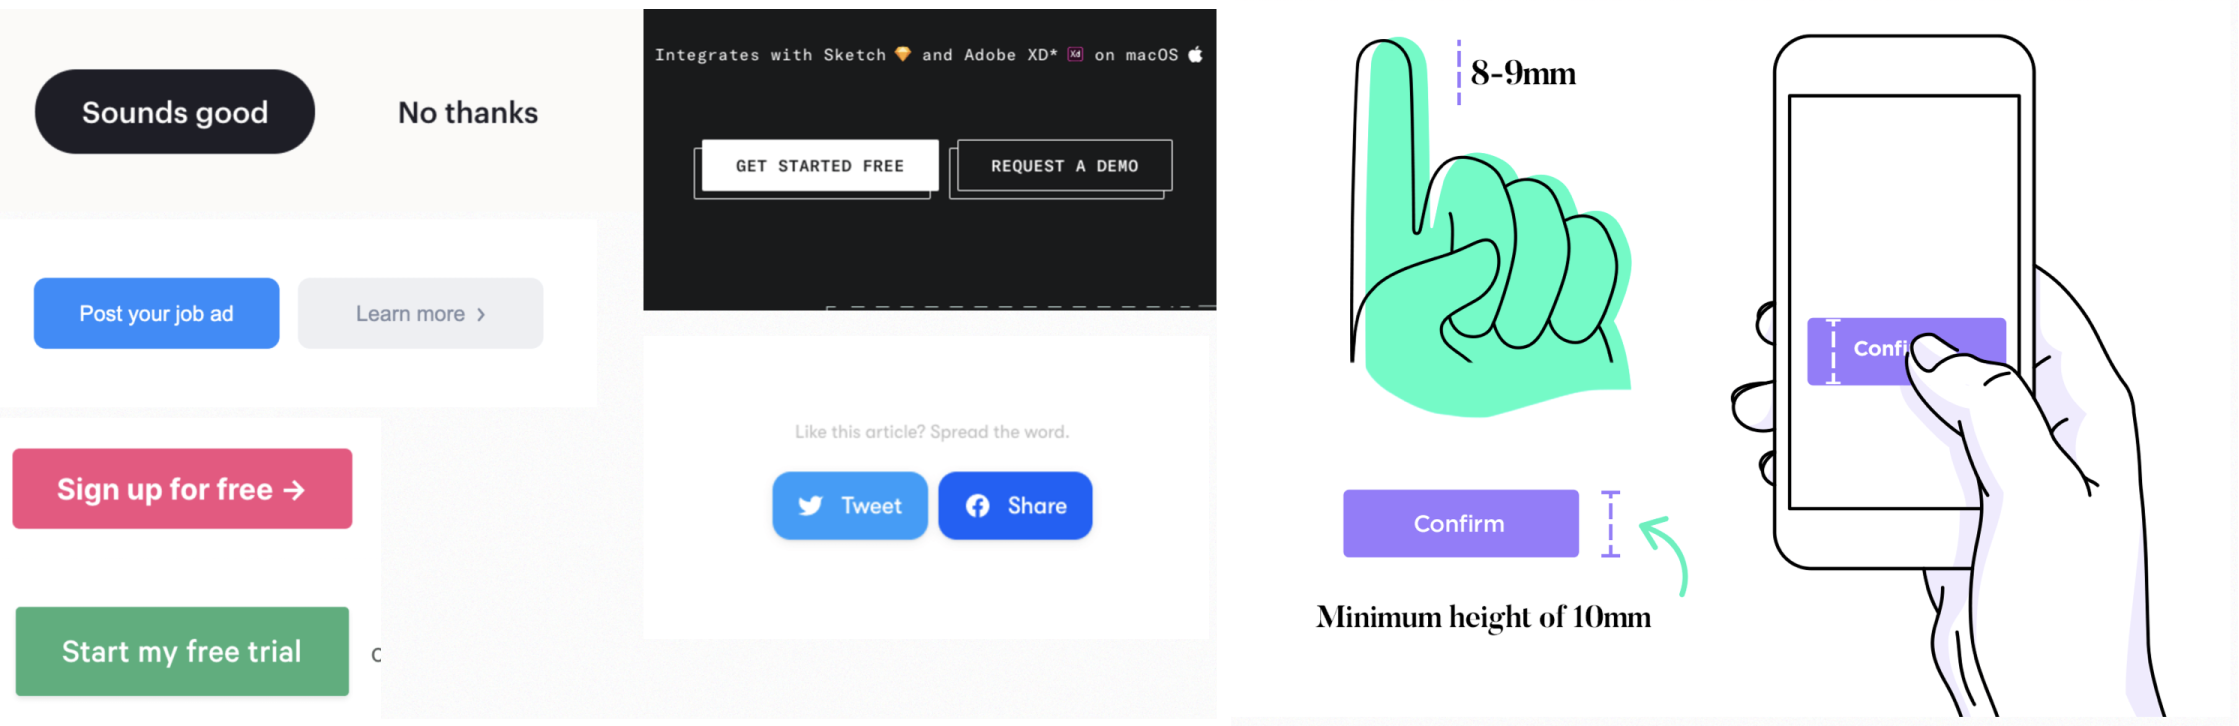 Sounds good
No thanks
Post your job ad
Learn more >
Sign up for free →
Start my free trial
Integrates with Sketch and Adobe XD* Xd on macOS
GET STARTED FREE
REQUEST A DEMO
Like this article? Spread the word.
Tweet
Share
8-9mm
Confirm
Minimum height of 10mm
Confi